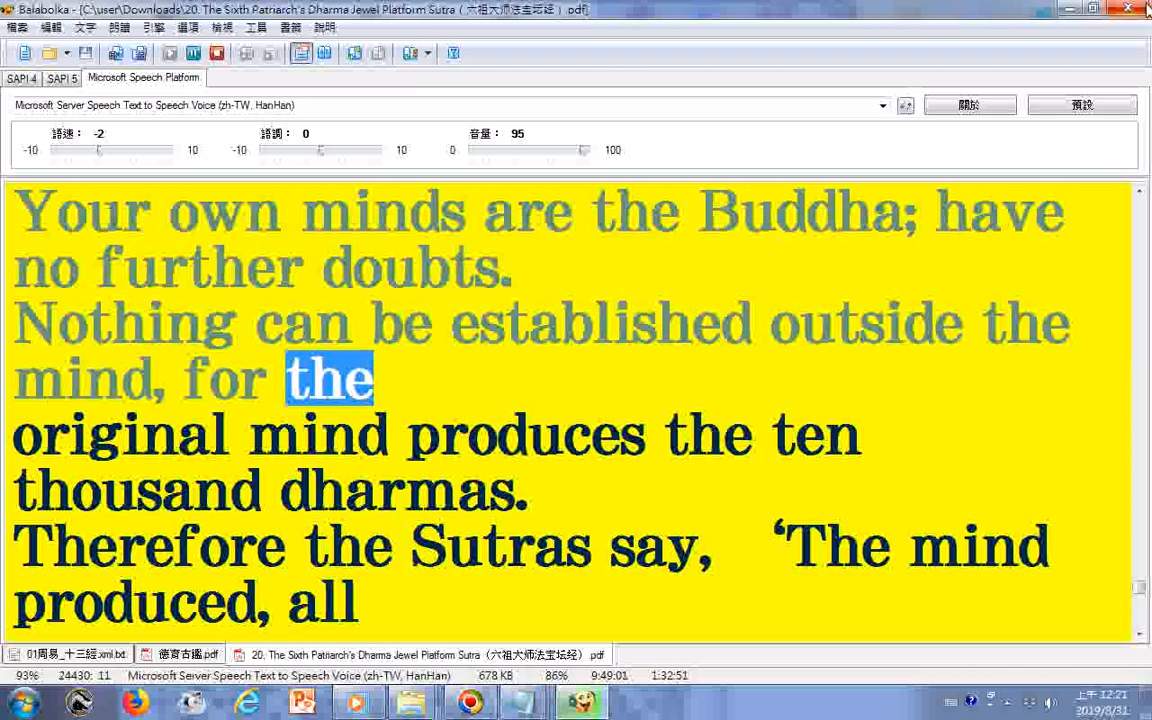 Balabolka - [C:\user\Downloads\20. The Sixth Patriarch's Dharma Jewel Platform Sutra（六祖大师法宝坛经）.pdf]
檔案 編輯 文字 朗讀 引擎 選項 檢視 工具 書籤 說明
SAPI 4 SAPI 5 Microsoft Speech Platform
Microsoft Server Speech Text to Speech Voice (zh-TW, HanHan) 關於 預設
語速： -2 語調： 0 音量： 95
-10 10 -10 10 0 100
Your own minds are the Buddha; have
no further doubts.
Nothing can be established outside the
mind, for the
original mind produces the ten
thousand dharmas.
Therefore the Sutras say, ‘The mind
produced, all
01周易_十三經.xml.txt 德育古鑑.pdf 20. The Sixth Patriarch's Dharma Jewel Platform Sutra（六祖大师法宝坛经）.pdf
93% 24430: 11 Microsoft Server Speech Text to Speech Voice (zh-TW, HanHan) 678 KB 86% 9:49:01 1:32:51
上午 12:21
2019/8/31